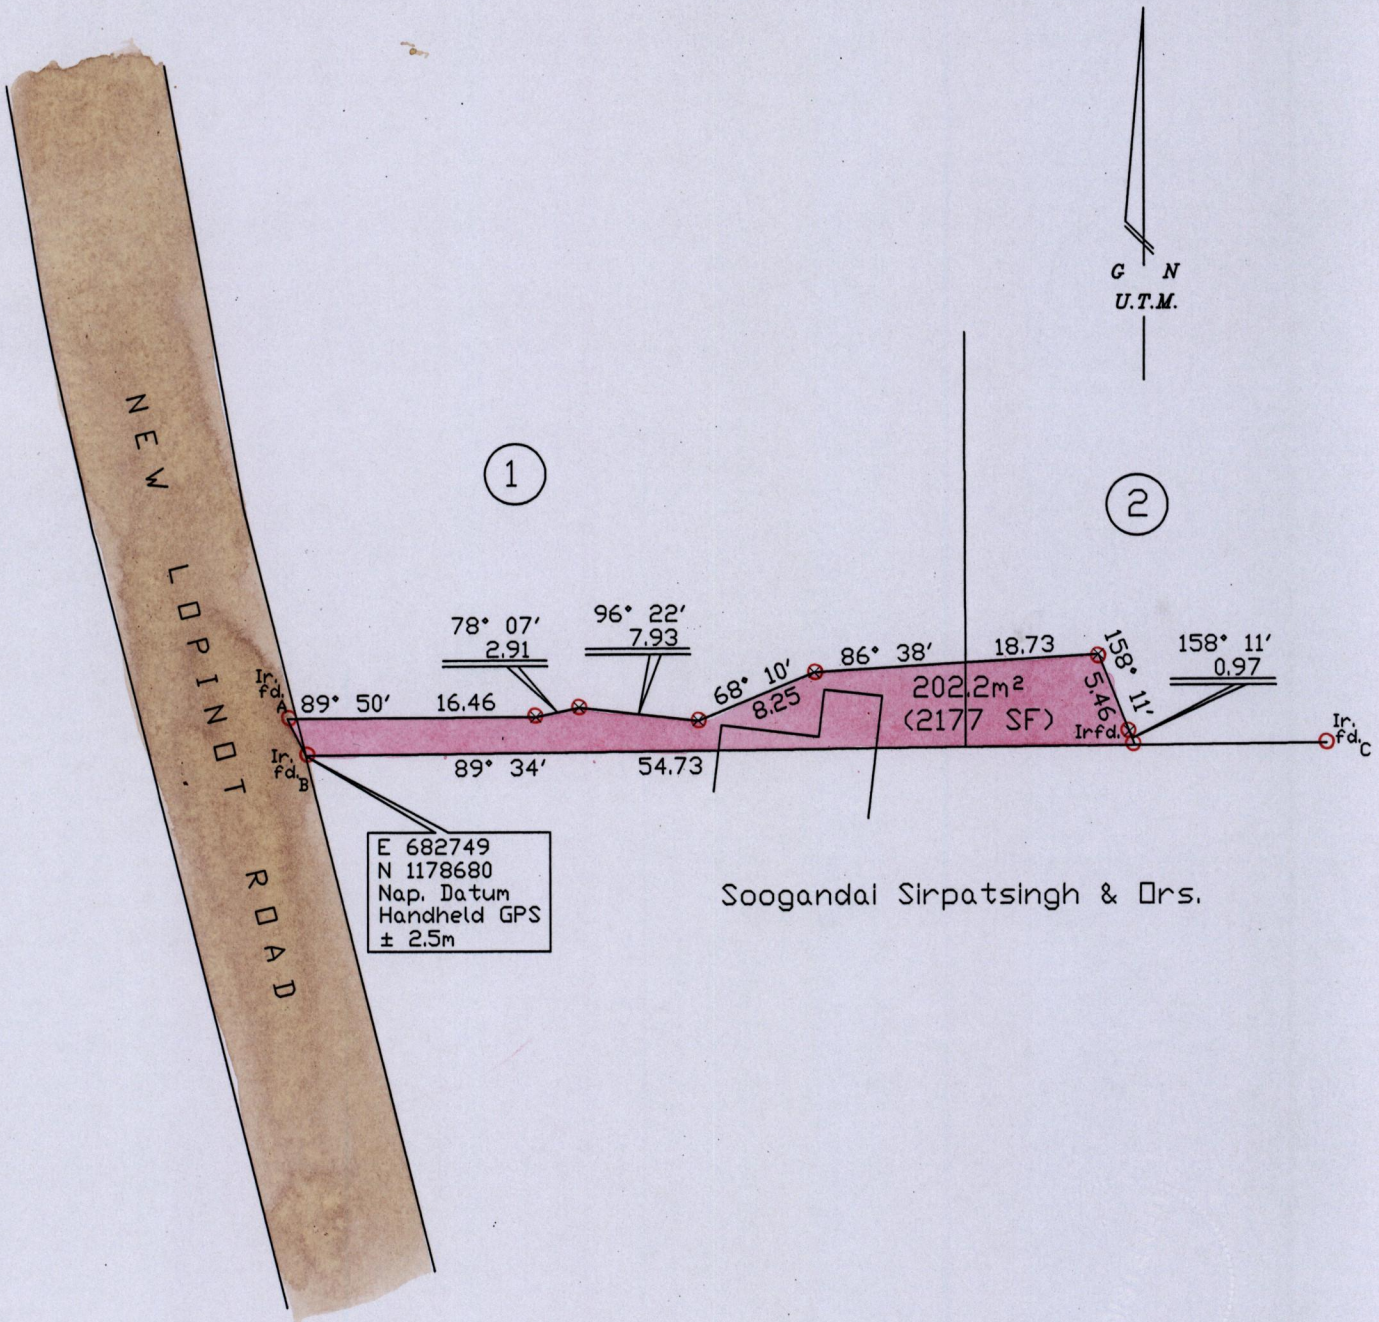 G N
U.T.M.
NEW LOPINOT ROAD
1
2
78° 07′
2.91
96° 22′
7.93
68° 10′
8.25
86° 38′ 18.73
158° 11′
5.46
158° 11′
0.97
Ir.
fd.
A
89° 50′ 16.46
202.2m²
(2177 SF)
Irfd.
Ir.
fd.
C
Ir.
fd.
B
89° 34′ 54.73
E 682749
N 1178680
Nap. Datum
Handheld GPS
± 2.5m
Soogandai Sirpatsingh & Ors.